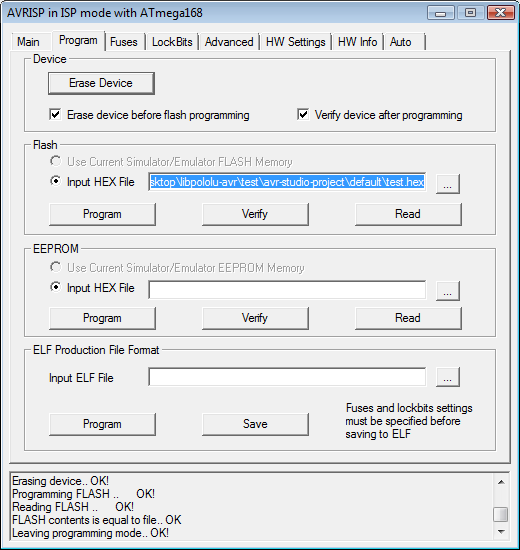 AVRISP in ISP mode with ATmega168
Main Program Fuses LockBits Advanced HW Settings HW Info Auto
Device
Erase Device
Erase device before flash programming Verify device after programming
Flash
Use Current Simulator/Emulator FLASH Memory
Input HEX File sktop\libpololu-avr\test\avr-studio-project\default\test.hex ...
Program Verify Read
EEPROM
Use Current Simulator/Emulator EEPROM Memory
Input HEX File ...
Program Verify Read
ELF Production File Format
Input ELF File ...
Program Save
Fuses and lockbits settings
must be specified before
saving to ELF
Erasing device.. OK!
Programming FLASH .. OK!
Reading FLASH .. OK!
FLASH contents is equal to file.. OK
Leaving programming mode.. OK!